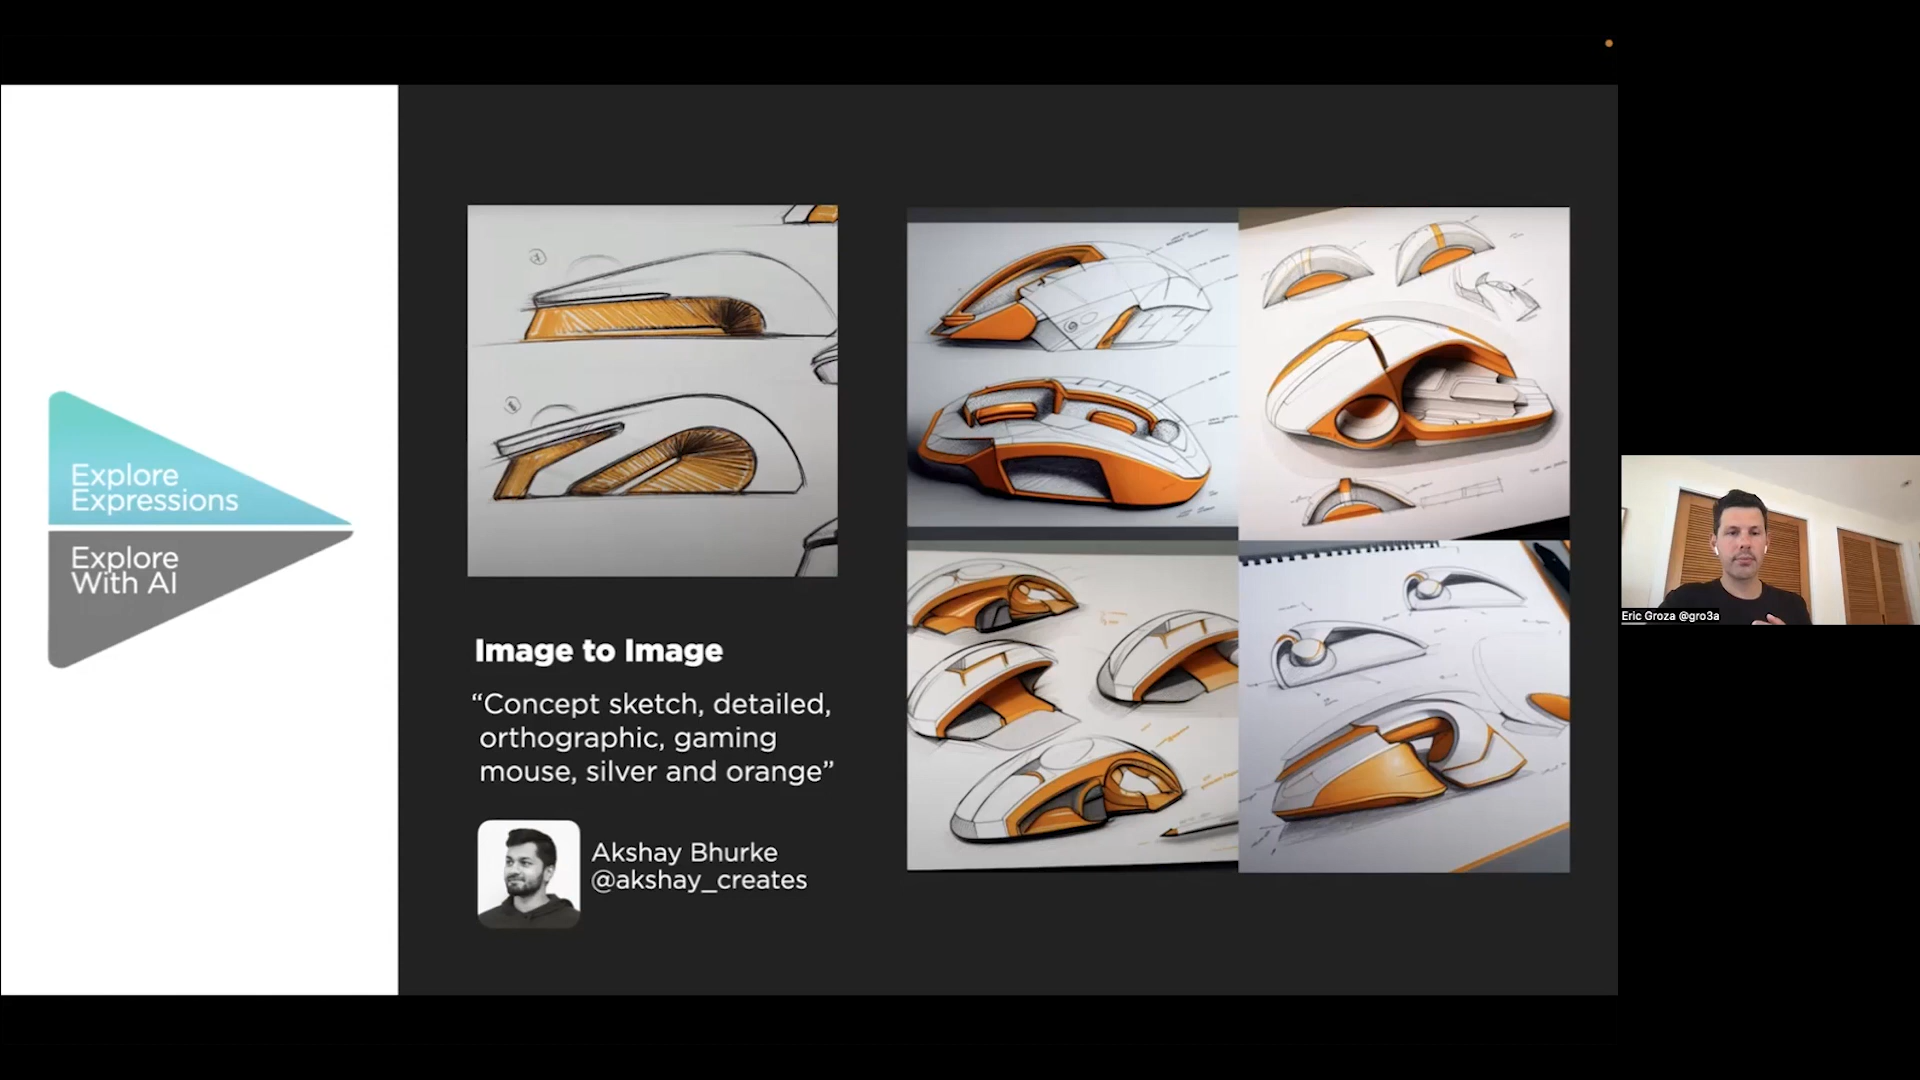 Explore
Expressions
Explore
With AI
Image to Image
“Concept sketch, detailed,
orthographic, gaming
mouse, silver and orange”
Akshay Bhurke
@akshay_creates
Eric Groza @gro3a